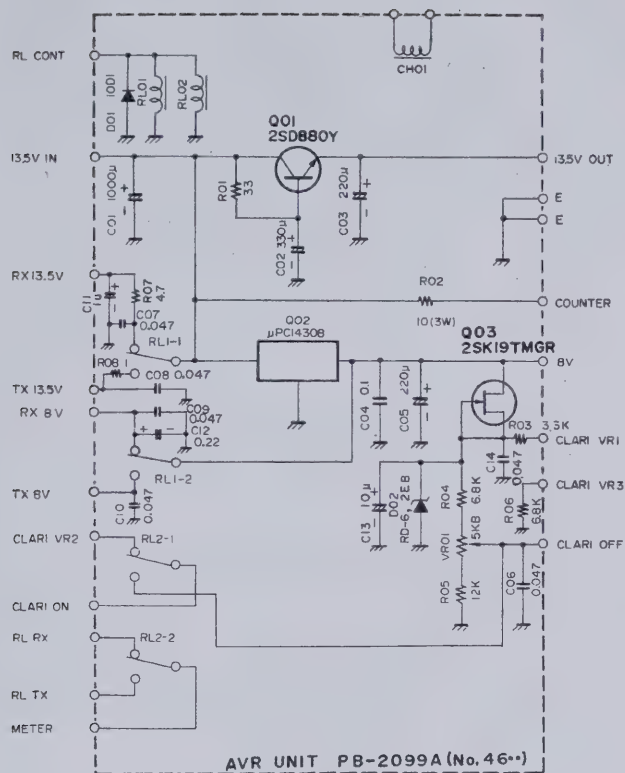 RL CONT
D01
10D1
RL01
RL02
CH01
Q01
2SD880Y
13.5V IN
13.5V OUT
C01
1000μ
R01
33
C02 330μ
C03
220μ
E
E
RX13.5V
C11
1μ
R07
4.7
C07
0.047
RL1-1
R08 1
C08 0.047
R02
10(3W)
COUNTER
Q02
μPC14308
Q03
2SK19TMGR
8V
TX 13.5V
RX 8V
C09
0.047
C12
0.22
RL1-2
C04
0.1
C05
220μ
R03 3.3K
CLARI VR1
C14
0.047
CLARI VR3
R06
6.8K
TX 8V
C10
0.047
C13
10μ
D02
RD-6,2EB
R04
6.8K
VR01
15KB
CLARI VR2
RL2-1
CLARI OFF
R05
12K
C06
0.047
CLARI ON
RL RX
RL2-2
RL TX
METER
AVR UNIT PB-2099A (No, 46••)